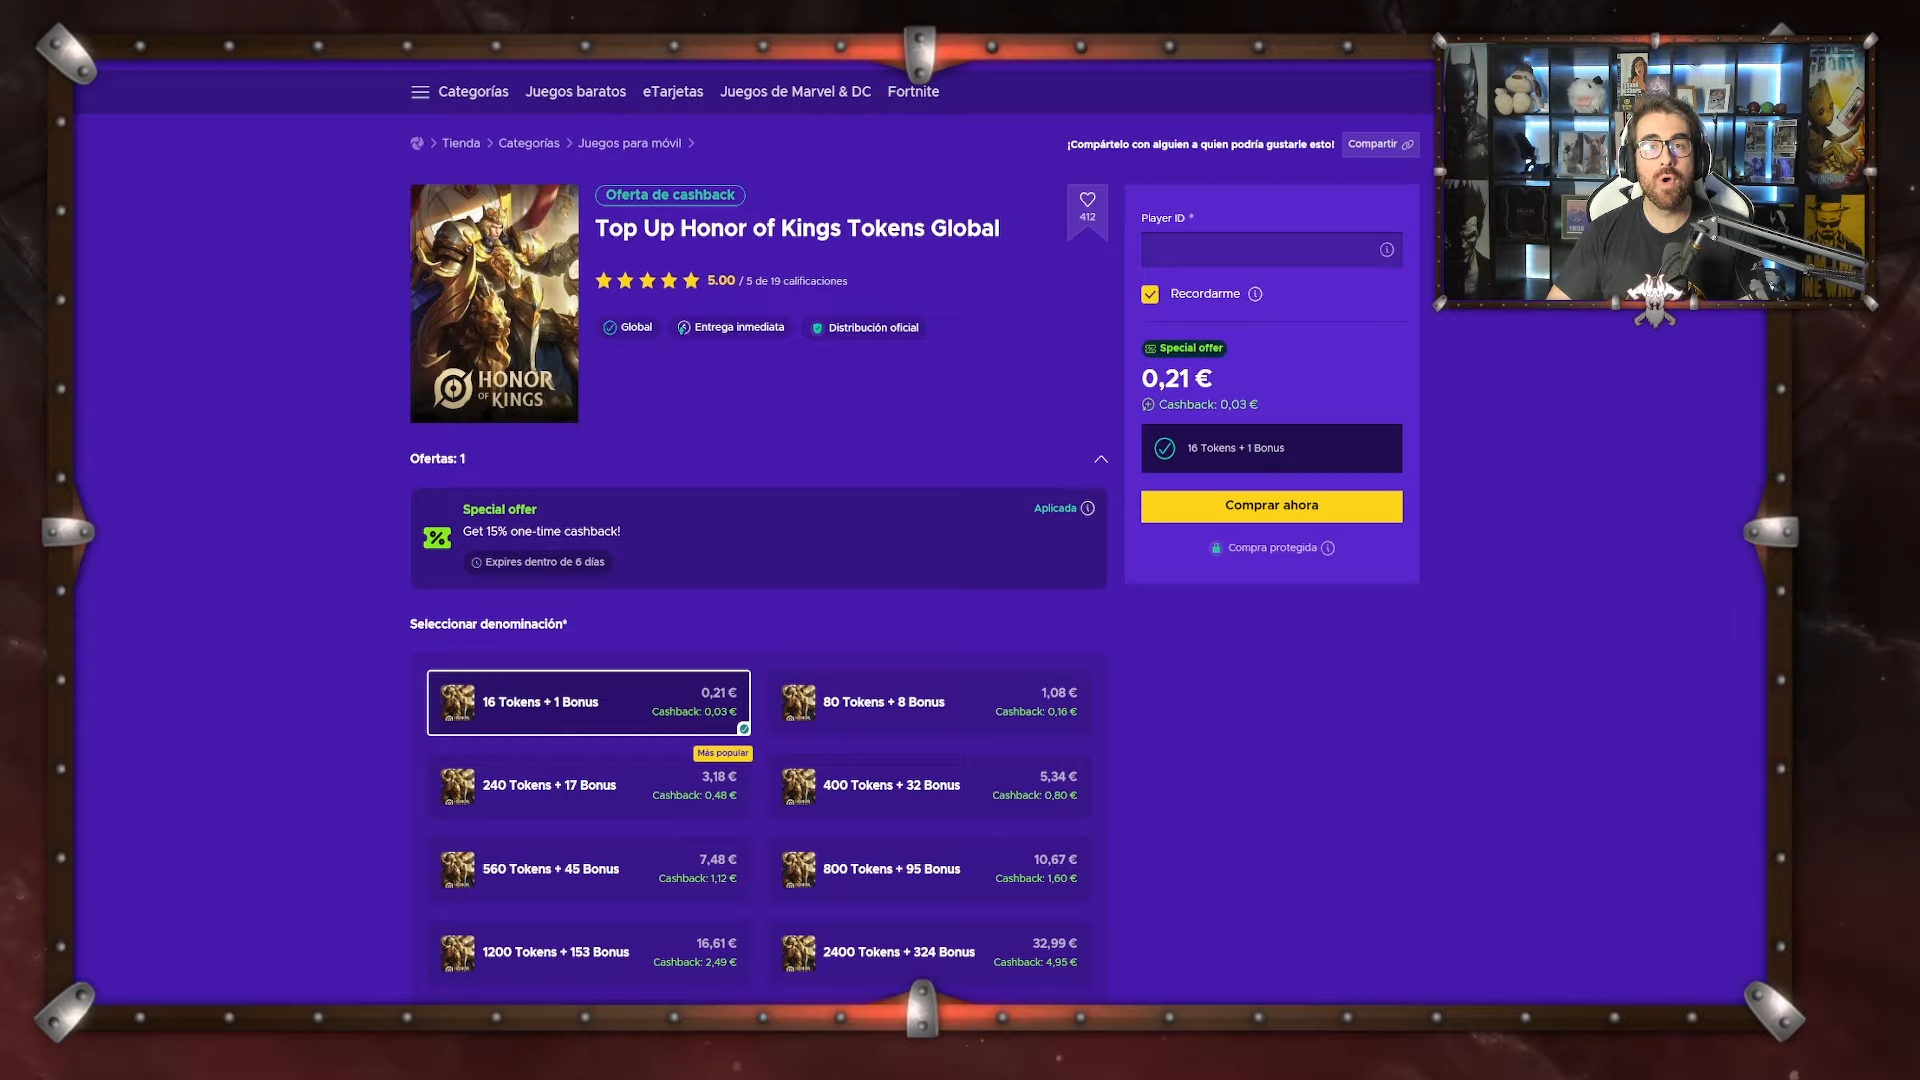 Categorías
Juegos baratos
eTarjetas
Juegos de Marvel & DC
Fortnite
Tienda
Categorías
Juegos para móvil
¡Compártelo con alguien a quien podría gustarle esto!
Compartir
HONOR
OF KINGS
Oferta de cashback
Top Up Honor of Kings Tokens Global
412
5.00 / 5 de 19 calificaciones
Global
Entrega inmediata
Distribución oficial
Player ID *
Recordarme
Special offer
0,21 €
Cashback: 0,03 €
16 Tokens + 1 Bonus
Comprar ahora
Compra protegida
Ofertas: 1
Special offer
Aplicada
Get 15% one-time cashback!
Expires dentro de 6 días
Seleccionar denominación*
16 Tokens + 1 Bonus
0,21 €
Cashback: 0,03 €
80 Tokens + 8 Bonus
1,08 €
Cashback: 0,16 €
Más popular
240 Tokens + 17 Bonus
3,18 €
Cashback: 0,48 €
400 Tokens + 32 Bonus
5,34 €
Cashback: 0,80 €
560 Tokens + 45 Bonus
7,48 €
Cashback: 1,12 €
800 Tokens + 95 Bonus
10,67 €
Cashback: 1,60 €
1200 Tokens + 153 Bonus
16,61 €
Cashback: 2,49 €
2400 Tokens + 324 Bonus
32,99 €
Cashback: 4,95 €
GROOT